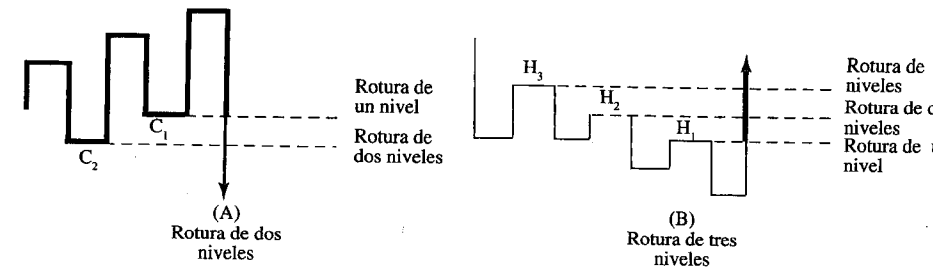 C₂
C₁
Rotura de
un nivel
Rotura de
dos niveles
(A)
Rotura de dos
niveles
H₃
H₂
H₁
Rotura de
niveles
Rotura de
niveles
Rotura de
nivel
(B)
Rotura de tres
niveles